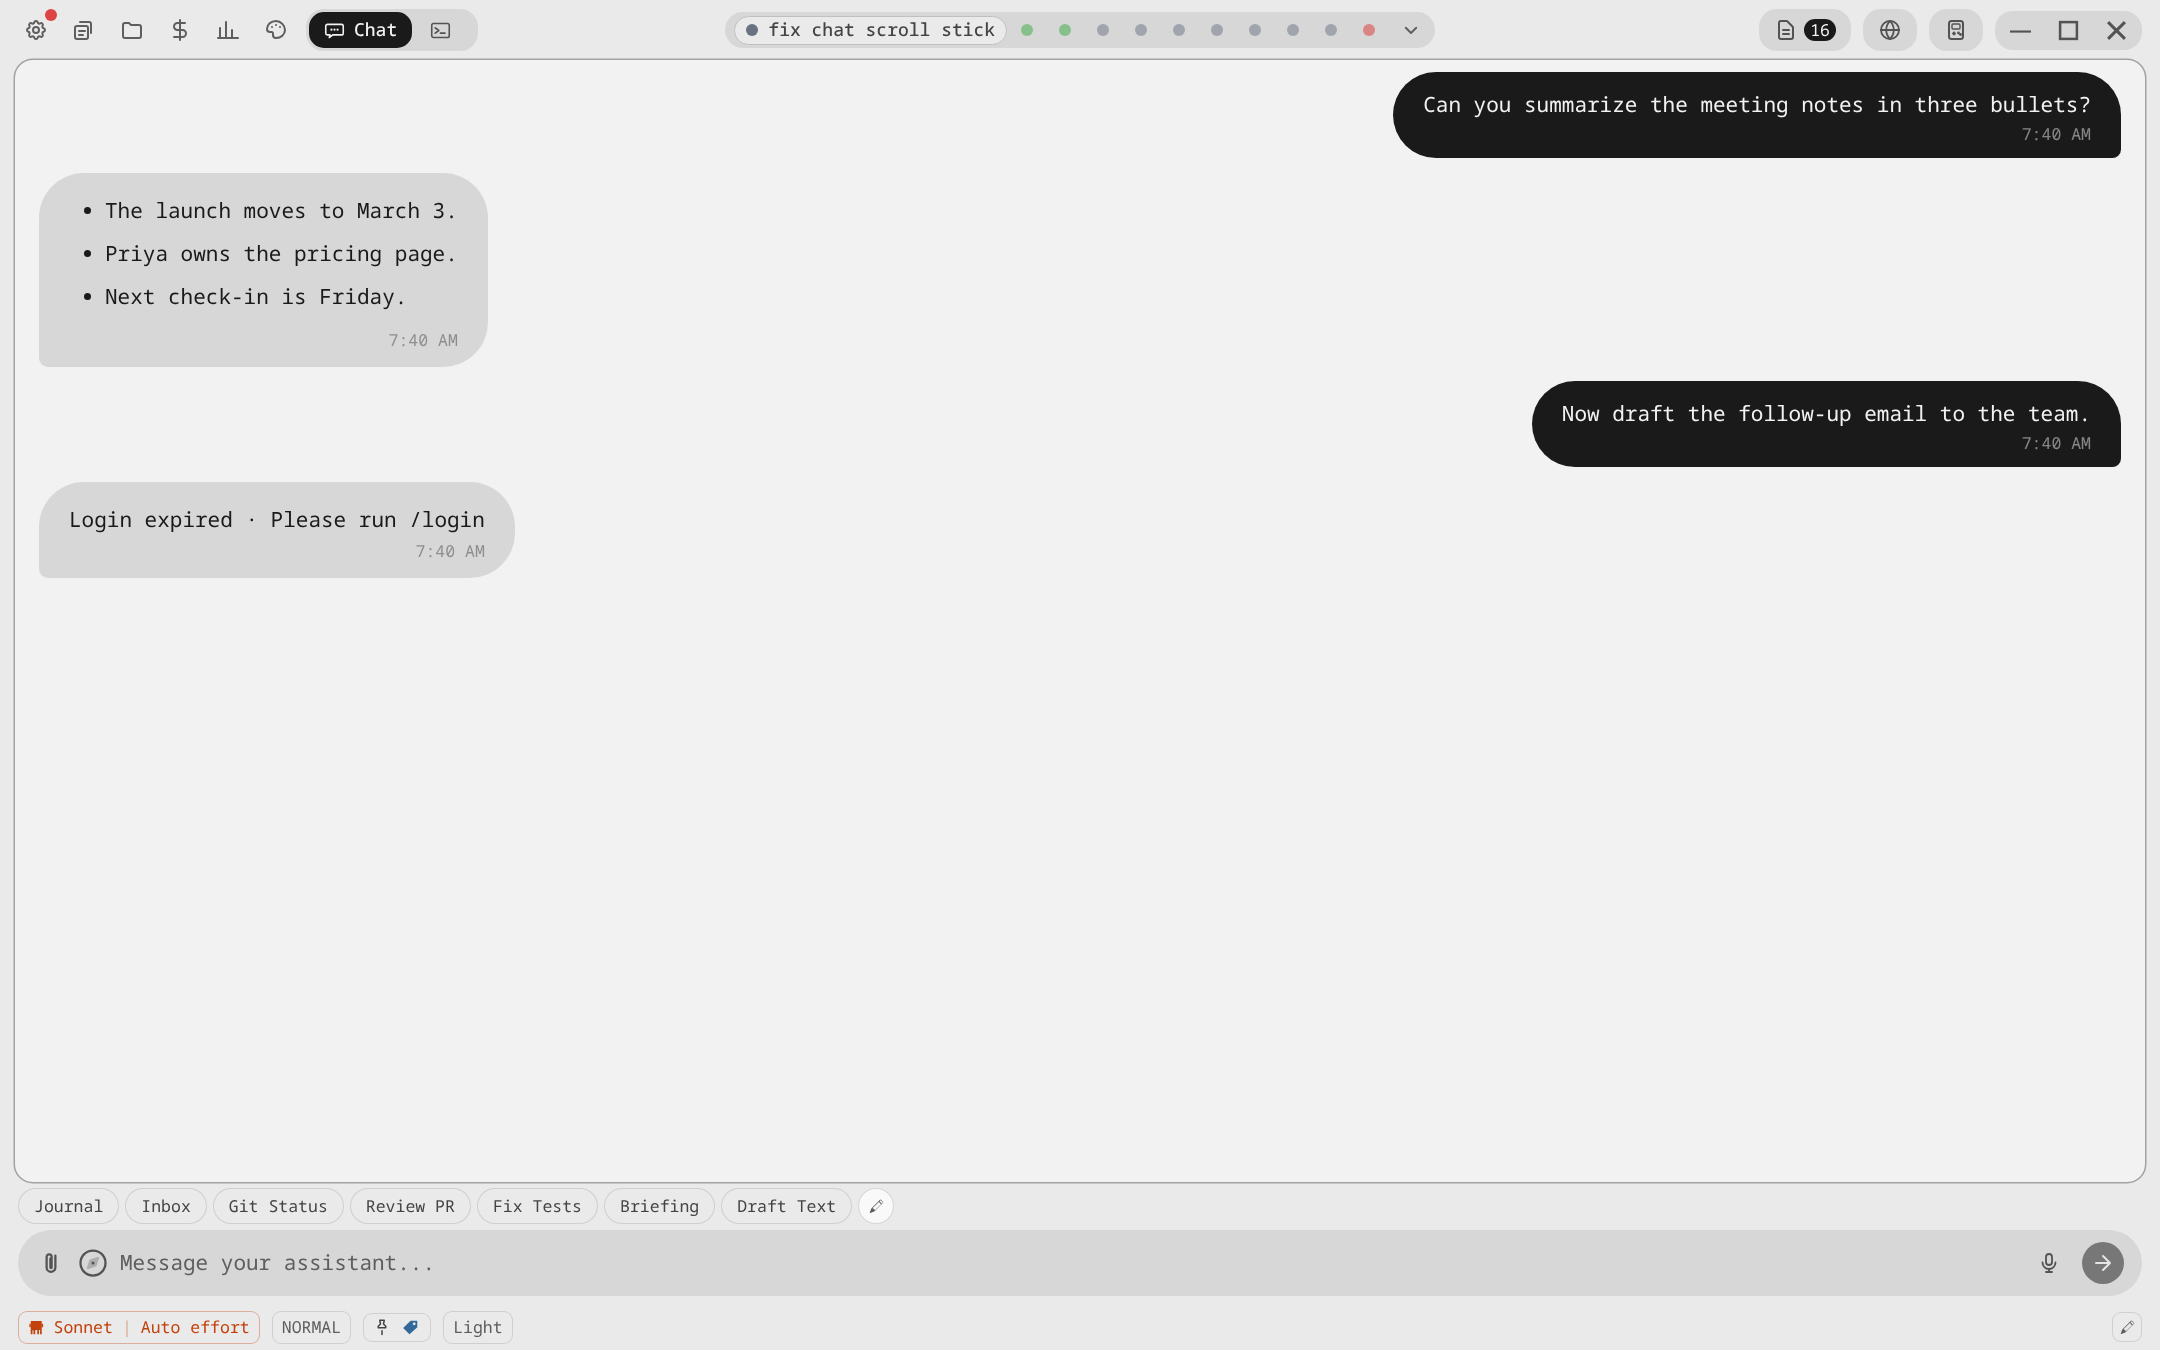 Chat
fix chat scroll stick
16
Can you summarize the meeting notes in three bullets?
7:40 AM
• The launch moves to March 3.
• Priya owns the pricing page.
• Next check-in is Friday.
7:40 AM
Now draft the follow-up email to the team.
7:40 AM
Login expired · Please run /login
7:40 AM
Journal
Inbox
Git Status
Review PR
Fix Tests
Briefing
Draft Text
Message your assistant...
Sonnet | Auto effort
NORMAL
Light